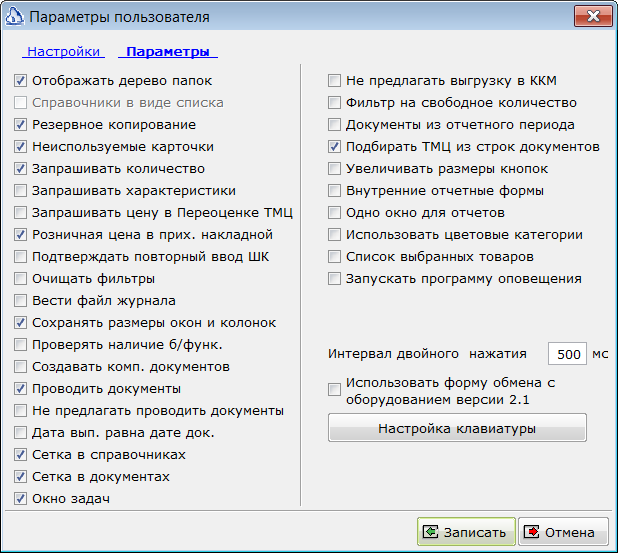 Параметры пользователя
Настройки Параметры
Отображать дерево папок
Справочники в виде списка
Резервное копирование
Неиспользуемые карточки
Запрашивать количество
Запрашивать характеристики
Запрашивать цену в Переоценке ТМЦ
Розничная цена в прих. накладной
Подтверждать повторный ввод ШК
Очищать фильтры
Вести файл журнала
Сохранять размеры окон и колонок
Проверять наличие б/функ.
Создавать комп. документов
Проводить документы
Не предлагать проводить документы
Дата вып. равна дате док.
Сетка в справочниках
Сетка в документах
Окно задач
Не предлагать выгрузку в ККМ
Фильтр на свободное количество
Документы из отчетного периода
Подбирать ТМЦ из строк документов
Увеличивать размеры кнопок
Внутренние отчетные формы
Одно окно для отчетов
Использовать цветовые категории
Список выбранных товаров
Запускать программу оповещения
Интервал двойного нажатия 500 мс
Использовать форму обмена с
оборудованием версии 2.1
Настройка клавиатуры
Записать Отмена